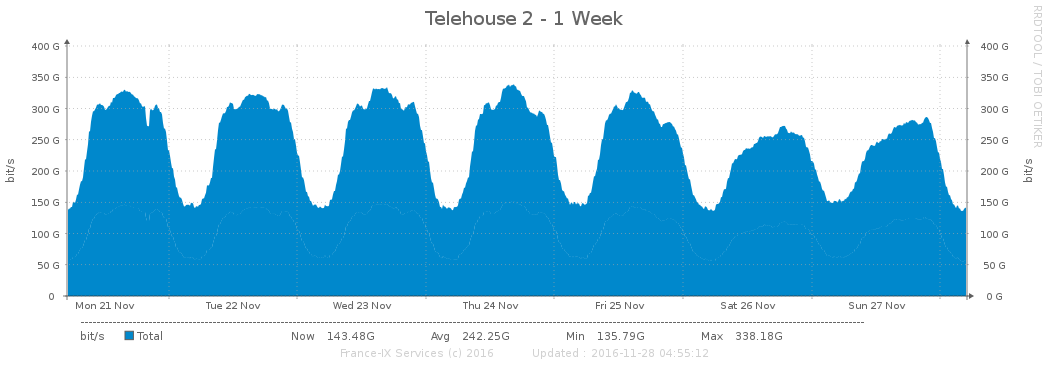 Telehouse 2 - 1 Week
RRDTOOL / TOBI OETIKER
400 G 400 G
350 G 350 G
300 G 300 G
250 G 250 G
200 G 200 G
150 G 150 G
100 G 100 G
50 G 50 G
0 0 G
bit/s bit/s
Mon 21 Nov Tue 22 Nov Wed 23 Nov Thu 24 Nov Fri 25 Nov Sat 26 Nov Sun 27 Nov
bit/s Total Now 143.48G Avg 242.25G Min 135.79G Max 338.18G
France-IX Services (c) 2016 Updated : 2016-11-28 04:55:12